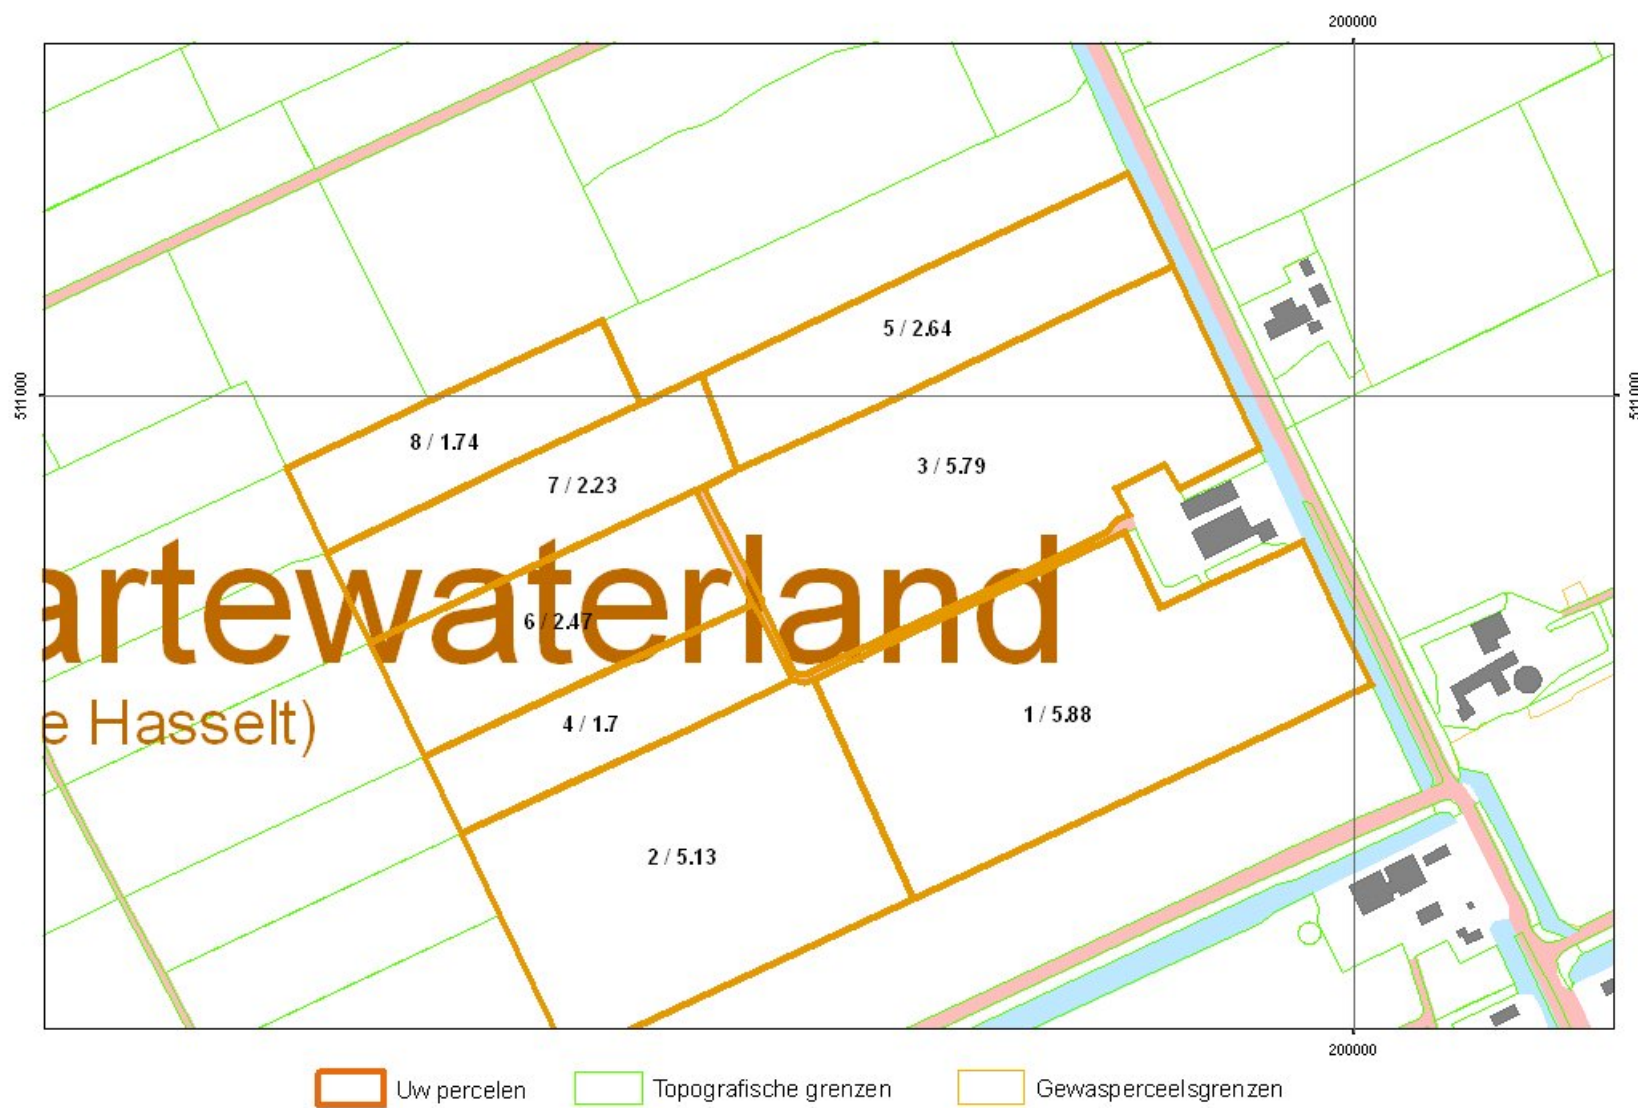 200000
5 / 2.64
511000
511000
8 / 1.74
3 / 5.79
7 / 2.23
artewaterland
6 / 2.47
e Hasselt)
4 / 1.7
1 / 5.88
2 / 5.13
200000
Uw percelen
Topografische grenzen
Gewasperceelsgrenzen